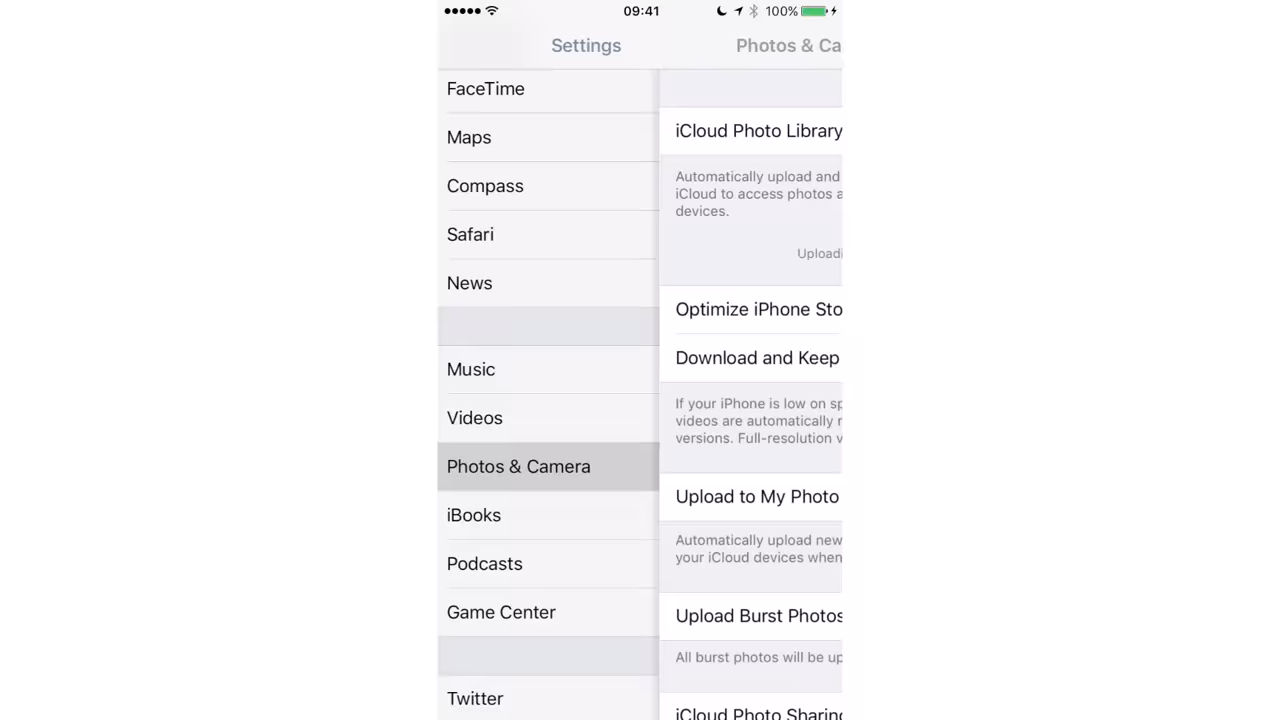 09:41
100%
Settings
Photos & Ca
FaceTime
Maps
Compass
Safari
News
Music
Videos
Photos & Camera
iBooks
Podcasts
Game Center
Twitter
iCloud Photo Library
Automatically upload and
iCloud to access photos a
devices.
Uploadi
Optimize iPhone Sto
Download and Keep
If your iPhone is low on sp
videos are automatically r
versions. Full-resolution v
Upload to My Photo
Automatically upload new
your iCloud devices when
Upload Burst Photos
All burst photos will be up
iCloud Photo Sharing